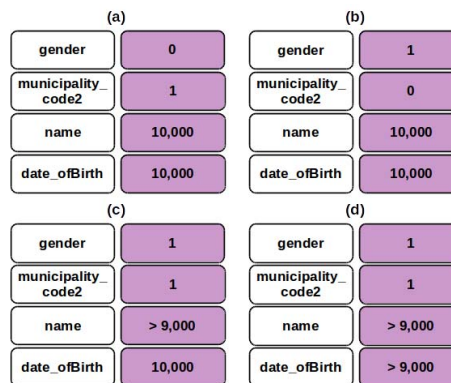 (a)
gender 0
municipality_
code2 1
name 10,000
date_ofBirth 10,000
(b)
gender 1
municipality_
code2 0
name 10,000
date_ofBirth 10,000
(c)
gender 1
municipality_
code2 1
name > 9,000
date_ofBirth 10,000
(d)
gender 1
municipality_
code2 1
name > 9,000
date_ofBirth > 9,000